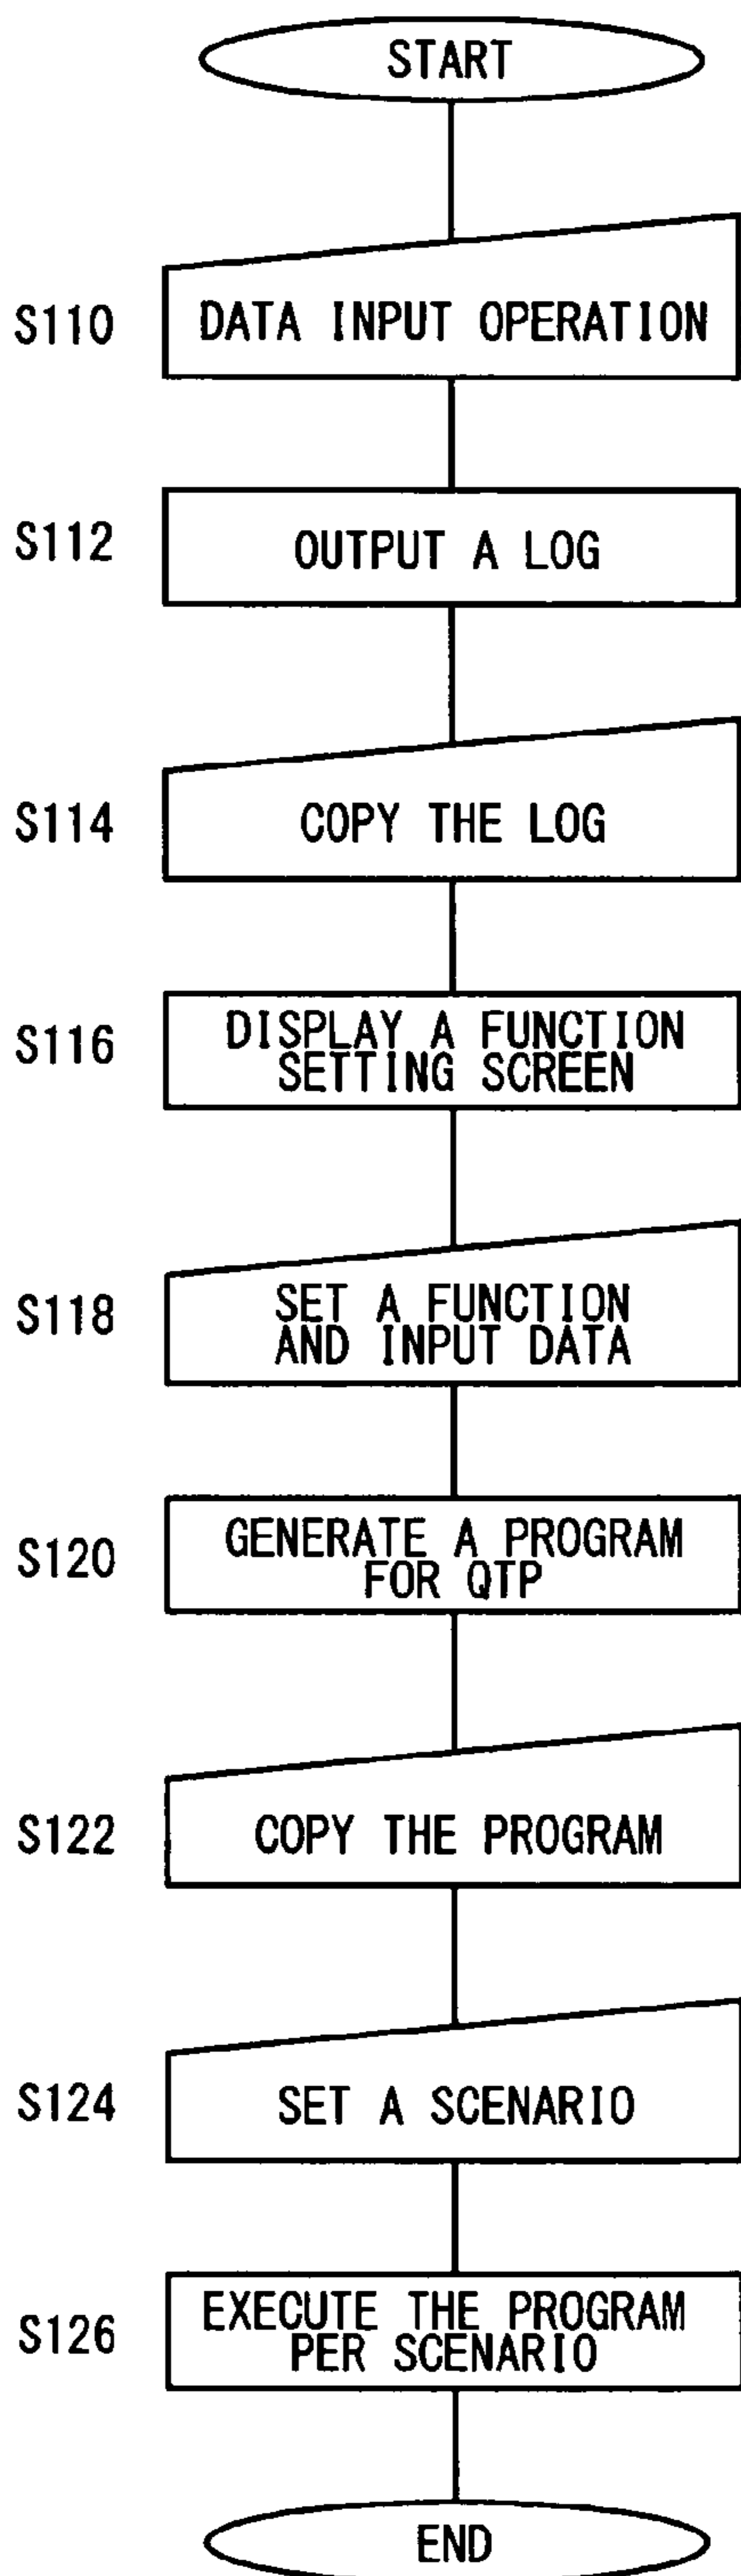 START
S110
DATA INPUT OPERATION
S112
OUTPUT A LOG
S114
COPY THE LOG
S116
DISPLAY A FUNCTION
SETTING SCREEN
S118
SET A FUNCTION
AND INPUT DATA
S120
GENERATE A PROGRAM
FOR QTP
S122
COPY THE PROGRAM
S124
SET A SCENARIO
S126
EXECUTE THE PROGRAM
PER SCENARIO
END